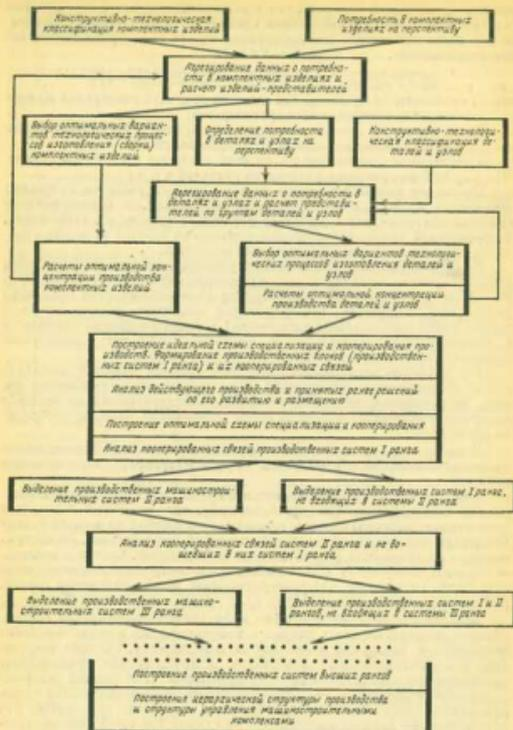 Конструктивно-технологическая
классификация комплектных изделий
Потребность в комплектных
изделиях на перспективу
Агрегирование данных о потребнос-
ти в комплектных изделиях и
расчет изделий-представителей
Выбор оптимальных вариан-
тов технологических процес-
сов изготовления (сборки)
комплектных изделий
Определение потребности
в деталях и узлах на
перспективу
Конструктивно-технологи-
ческая классификация де-
талей и узлов
Агрегирование данных о потребности в
деталях и узлах и расчет представи-
телей по группам деталей и узлов
Расчеты оптимальной кон-
центрации производства
комплектных изделий
Выбор оптимальных вариантов технологи-
ческих процессов изготовления деталей и
узлов
Расчеты оптимальной концентрации
производства деталей и узлов
Построение идеальной схемы специализации и кооперирования про-
изводств. Формирование производственных блоков (производствен-
ных систем I ранга) и их кооперированных связей
Анализ действующего производства и принятых ранее решений
по его развитию и размещению
Построение оптимальной схемы специализации и кооперирования
Анализ кооперированных связей производственных систем I ранга
Выделение производственных машинострои-
тельных систем II ранга
Выделение производственных систем I ранга,
не входящих в системы II ранга
Анализ кооперированных связей систем II ранга и не во-
шедших в них систем I ранга
Выделение производственных машино-
строительных систем III ранга
Выделение производственных систем I и II
рангов, не входящих в системы III ранга
Построение производственных систем высших рангов
Построение иерархической структуры производства
и структуры управления машиностроительными
комплексами